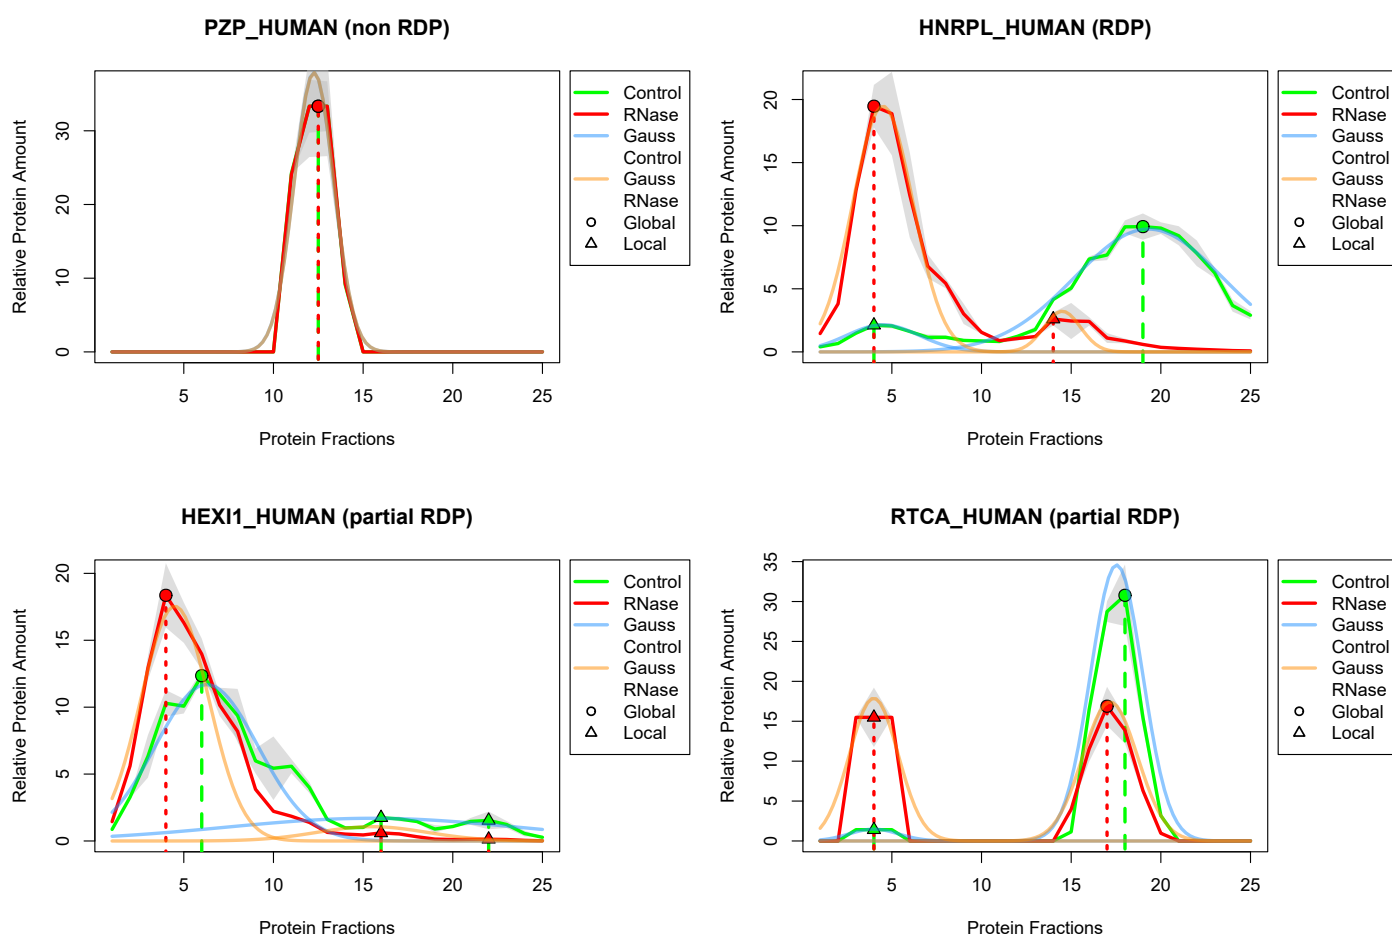 PZP_HUMAN (non RDP)
Relative Protein Amount
0 10 20 30
5 10 15 20 25
Protein Fractions
Control
RNase
Gauss
Control
Gauss
RNase
Global
Local
HNRPL_HUMAN (RDP)
Relative Protein Amount
0 5 10 15 20
5 10 15 20 25
Protein Fractions
Control
RNase
Gauss
Control
Gauss
RNase
Global
Local
HEXI1_HUMAN (partial RDP)
Relative Protein Amount
0 5 10 15 20
5 10 15 20 25
Protein Fractions
Control
RNase
Gauss
Control
Gauss
RNase
Global
Local
RTCA_HUMAN (partial RDP)
Relative Protein Amount
0 5 10 15 20 25 30 35
5 10 15 20 25
Protein Fractions
Control
RNase
Gauss
Control
Gauss
RNase
Global
Local